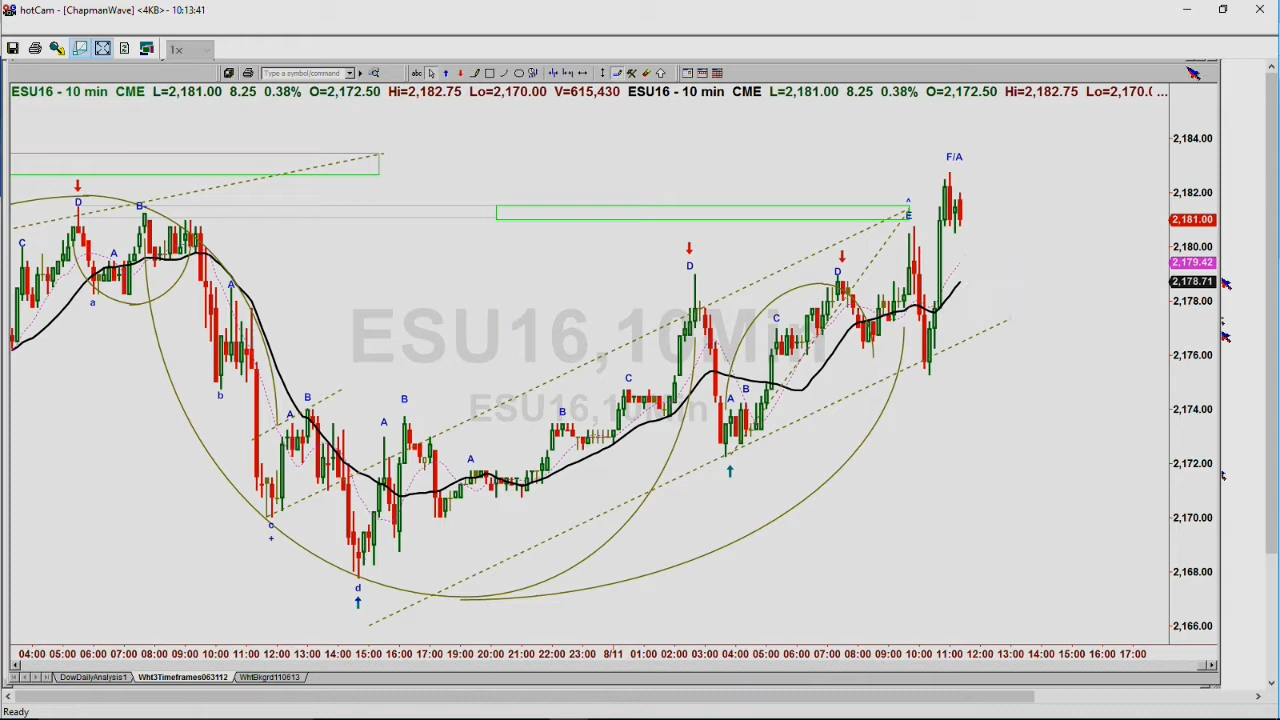 hotCam - [ChapmanWave] <4KB> - 10:13:41
1×
Type a symbol/command
abc
ESU16 - 10 min CME L=2,181.00 8.25 0.38% O=2,172.50 Hi=2,182.75 Lo=2,170.00 V=615,430 ESU16 - 10 min CME L=2,181.00 8.25 0.38% O=2,172.50 Hi=2,182.75 Lo=2,170.0 ...
2,184.00
F/A
2,182.00
D
B
E
2,181.00
C
A
2,180.00
D
2,179.42
D
A
a
2,178.71
2,178.00
C
ESU16,10Min
2,176.00
C
b
B
A
B
B
A
2,174.00
ESU16,10Min
A
B
A
2,172.00
c
+
2,170.00
2,168.00
d
2,166.00
04:00 05:00 06:00 07:00 08:00 09:00 10:00 11:00 12:00 13:00 14:00 15:00 16:00 17:00 18:00 19:00 20:00 21:00 22:00 23:00 8/11 01:00 02:00 03:00 04:00 05:00 06:00 07:00 08:00 09:00 10:00 11:00 12:00 13:00 14:00 15:00 16:00 17:00
DowDailyAnalysis1 Wht3Timeframes063112 WhtBkgrd110613
Ready